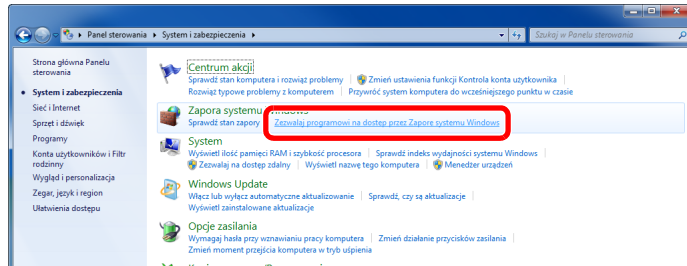 Panel sterowania ▸ System i zabezpieczenia ▸
Szukaj w Panelu sterowania
Strona główna Panelu
sterowania
System i zabezpieczenia
Sieć i Internet
Sprzęt i dźwięk
Programy
Konta użytkowników i Filtr
rodzinny
Wygląd i personalizacja
Zegar, język i region
Ułatwienia dostępu
Centrum akcji
Sprawdź stan komputera i rozwiąż problemy | Zmień ustawienia funkcji Kontrola konta użytkownika
Rozwiąż typowe problemy z komputerem | Przywróć system komputera do wcześniejszego punktu w czasie
Zapora systemu Windows
Sprawdź stan zapory | Zezwalaj programowi na dostęp przez Zaporę systemu Windows
System
Wyświetl ilość pamięci RAM i szybkość procesora | Sprawdź indeks wydajności systemu Windows
Zezwalaj na dostęp zdalny | Wyświetl nazwę tego komputera | Menedżer urządzeń
Windows Update
Włącz lub wyłącz automatyczne aktualizowanie | Sprawdź, czy są aktualizacje
Wyświetl zainstalowane aktualizacje
Opcje zasilania
Wymagaj hasła przy wznawianiu pracy komputera | Zmień działanie przycisków zasilania
Zmień moment przejścia komputera w tryb uśpienia